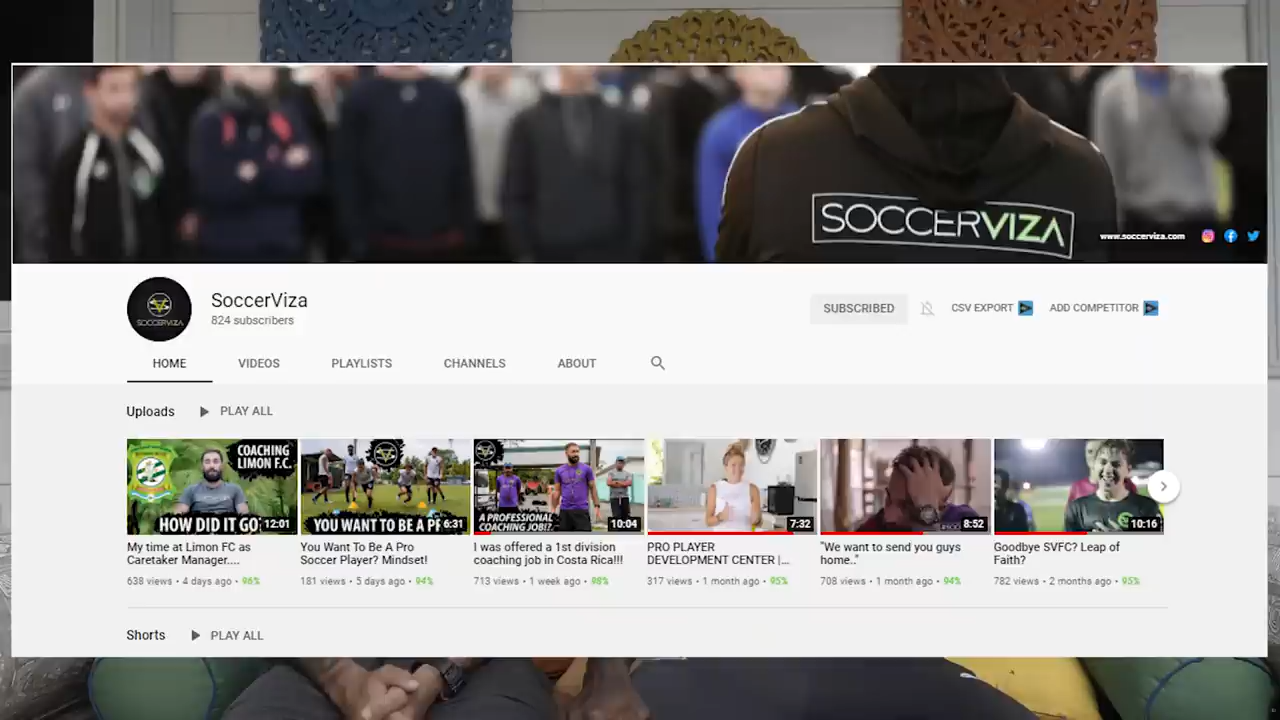 SOCCERVIZA
www.soccerviza.com
SOCCERVIZA
SoccerViza
824 subscribers
SUBSCRIBED
CSV EXPORT
ADD COMPETITOR
HOME
VIDEOS
PLAYLISTS
CHANNELS
ABOUT
Uploads
PLAY ALL
COACHING
LIMON F.C.
HOW DID IT GO
12:01
YOU WANT TO BE A
6:31
A PROFESSIONAL
COACHING JOB!?
10:04
7:32
8:52
10:16
My time at Limon FC as
Caretaker Manager....
638 views • 4 days ago • 96%
You Want To Be A Pro
Soccer Player? Mindset!
181 views • 5 days ago • 94%
I was offered a 1st division
coaching job in Costa Rica!!!
713 views • 1 week ago • 98%
PRO PLAYER
DEVELOPMENT CENTER |...
317 views • 1 month ago • 95%
"We want to send you guys
home.."
708 views • 1 month ago • 94%
Goodbye SVFC? Leap of
Faith?
782 views • 2 months ago • 95%
Shorts
PLAY ALL